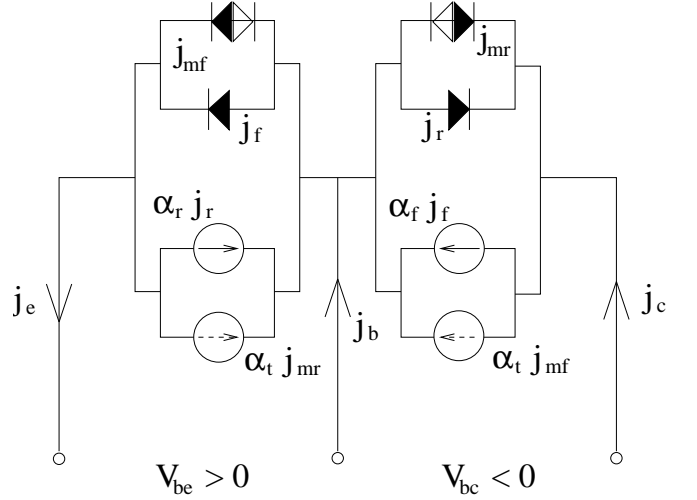 j_mf
j_mr
j_f
j_r
α_r j_r
α_f j_f
j_e
j_b
j_c
α_t j_mr
α_t j_mf
V_be > 0
V_bc < 0